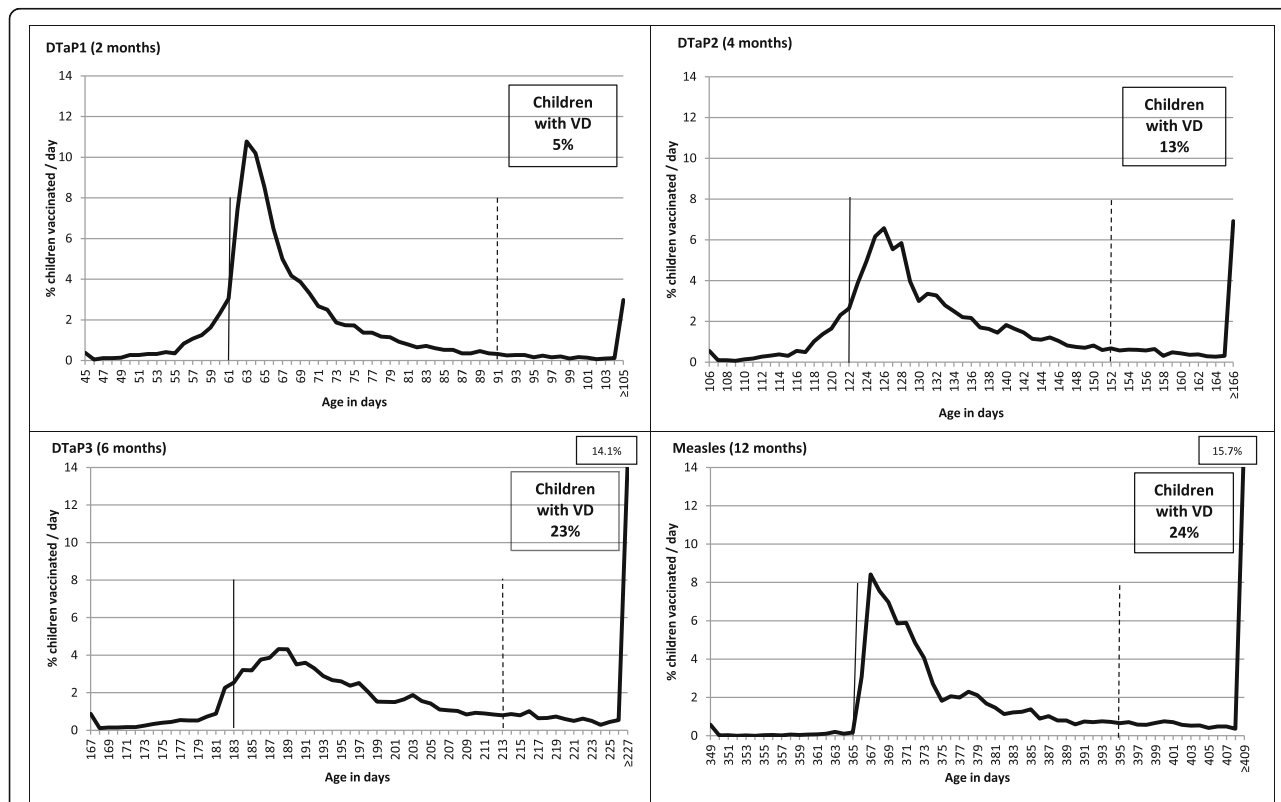 DTaP1 (2 months)
14
12
10
8
6
4
2
0
% children vaccinated / day
Children
with VD
5%
45 47 49 51 53 55 57 59 61 63 65 67 69 71 73 75 77 79 81 83 85 87 89 91 93 95 97 99 101 103 ≥105
Age in days
DTaP2 (4 months)
14
12
10
8
6
4
2
0
% children vaccinated / day
Children
with VD
13%
106 108 110 112 114 116 118 120 122 124 126 128 130 132 134 136 138 140 142 144 146 148 150 152 154 156 158 160 162 164 ≥166
Age in days
DTaP3 (6 months)
14.1%
14
12
10
8
6
4
2
0
% children vaccinated / day
Children
with VD
23%
167 169 171 173 175 177 179 181 183 185 187 189 191 193 195 197 199 201 203 205 207 209 211 213 215 217 219 221 223 225 ≥227
Age in days
Measles (12 months)
15.7%
14
12
10
8
6
4
2
0
% children vaccinated / day
Children
with VD
24%
349 351 353 355 357 359 361 363 365 367 369 371 373 375 377 379 381 383 385 387 389 391 393 395 397 399 401 403 405 407 ≥409
Age in days